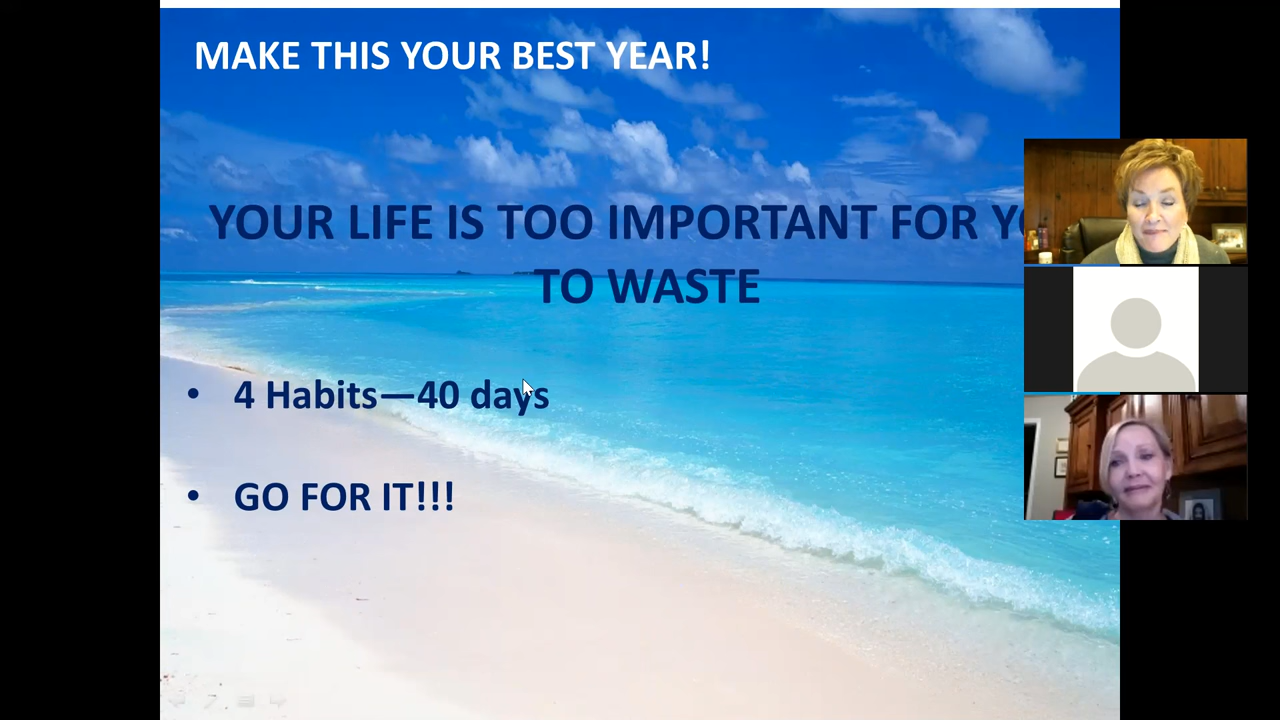 MAKE THIS YOUR BEST YEAR!
YOUR LIFE IS TOO IMPORTANT FOR
TO WASTE
• 4 Habits—40 days
• GO FOR IT!!!